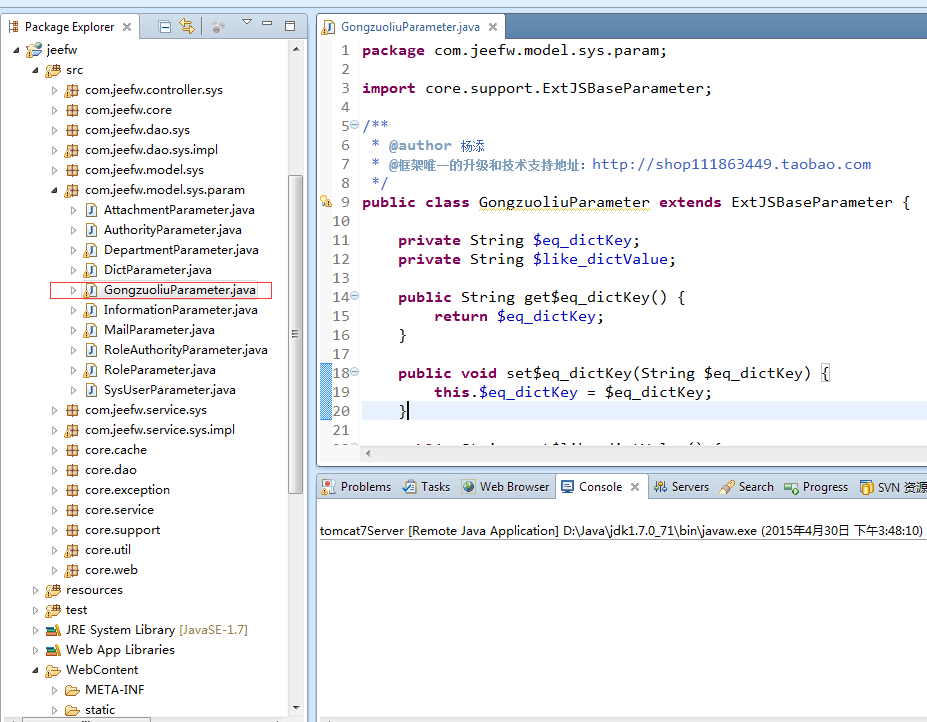 Package Explorer
jeefw
src
com.jeefw.controller.sys
com.jeefw.core
com.jeefw.dao.sys
com.jeefw.dao.sys.impl
com.jeefw.model.sys
com.jeefw.model.sys.param
AttachmentParameter.java
AuthorityParameter.java
DepartmentParameter.java
DictParameter.java
GongzuoliuParameter.java
InformationParameter.java
MailParameter.java
RoleAuthorityParameter.java
RoleParameter.java
SysUserParameter.java
com.jeefw.service.sys
com.jeefw.service.sys.impl
core.cache
core.dao
core.exception
core.service
core.support
core.util
core.web
resources
test
JRE System Library [JavaSE-1.7]
Web App Libraries
WebContent
META-INF
static
GongzuoliuParameter.java
1 package com.jeefw.model.sys.param;
2
3 import core.support.ExtJSBaseParameter;
4
5 /**
6 * @author 杨添
7 * @框架唯一的升级和技术支持地址：http://shop111863449.taobao.com
8 */
9 public class GongzuoliuParameter extends ExtJSBaseParameter {
10
11 private String $eq_dictKey;
12 private String $like_dictValue;
13
14 public String get$eq_dictKey() {
15 return $eq_dictKey;
16 }
17
18 public void set$eq_dictKey(String $eq_dictKey) {
19 this.$eq_dictKey = $eq_dictKey;
20 }
21
Problems Tasks Web Browser Console Servers Search Progress SVN 资源
tomcat7Server [Remote Java Application] D:\Java\jdk1.7.0_71\bin\javaw.exe (2015年4月30日 下午3:48:10)